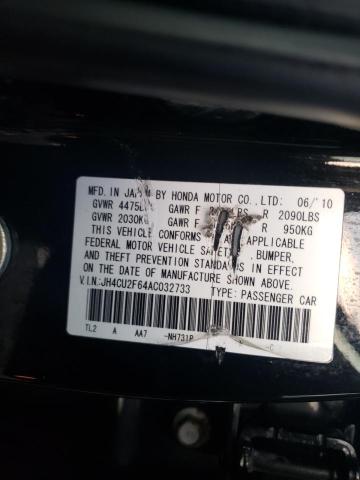 MFD. IN JAPAN BY HONDA MOTOR CO., LTD: 06/10
GVWR 4475LBS GAWR F LBS R 2090LBS
GVWR 2030KG GAWR F R 950KG
THIS VEHICLE CONFORMS APPLICABLE
FEDERAL MOTOR VEHICLE SAFETY, BUMPER,
AND THEFT PREVENTION STANDARDS IN EFFECT
ON THE DATE OF MANUFACTURE SHOWN ABOVE.
V.I.N:JH4CU2F64AC032733 TYPE: PASSENGER CAR
TL2 A AA7 -NH731P -C